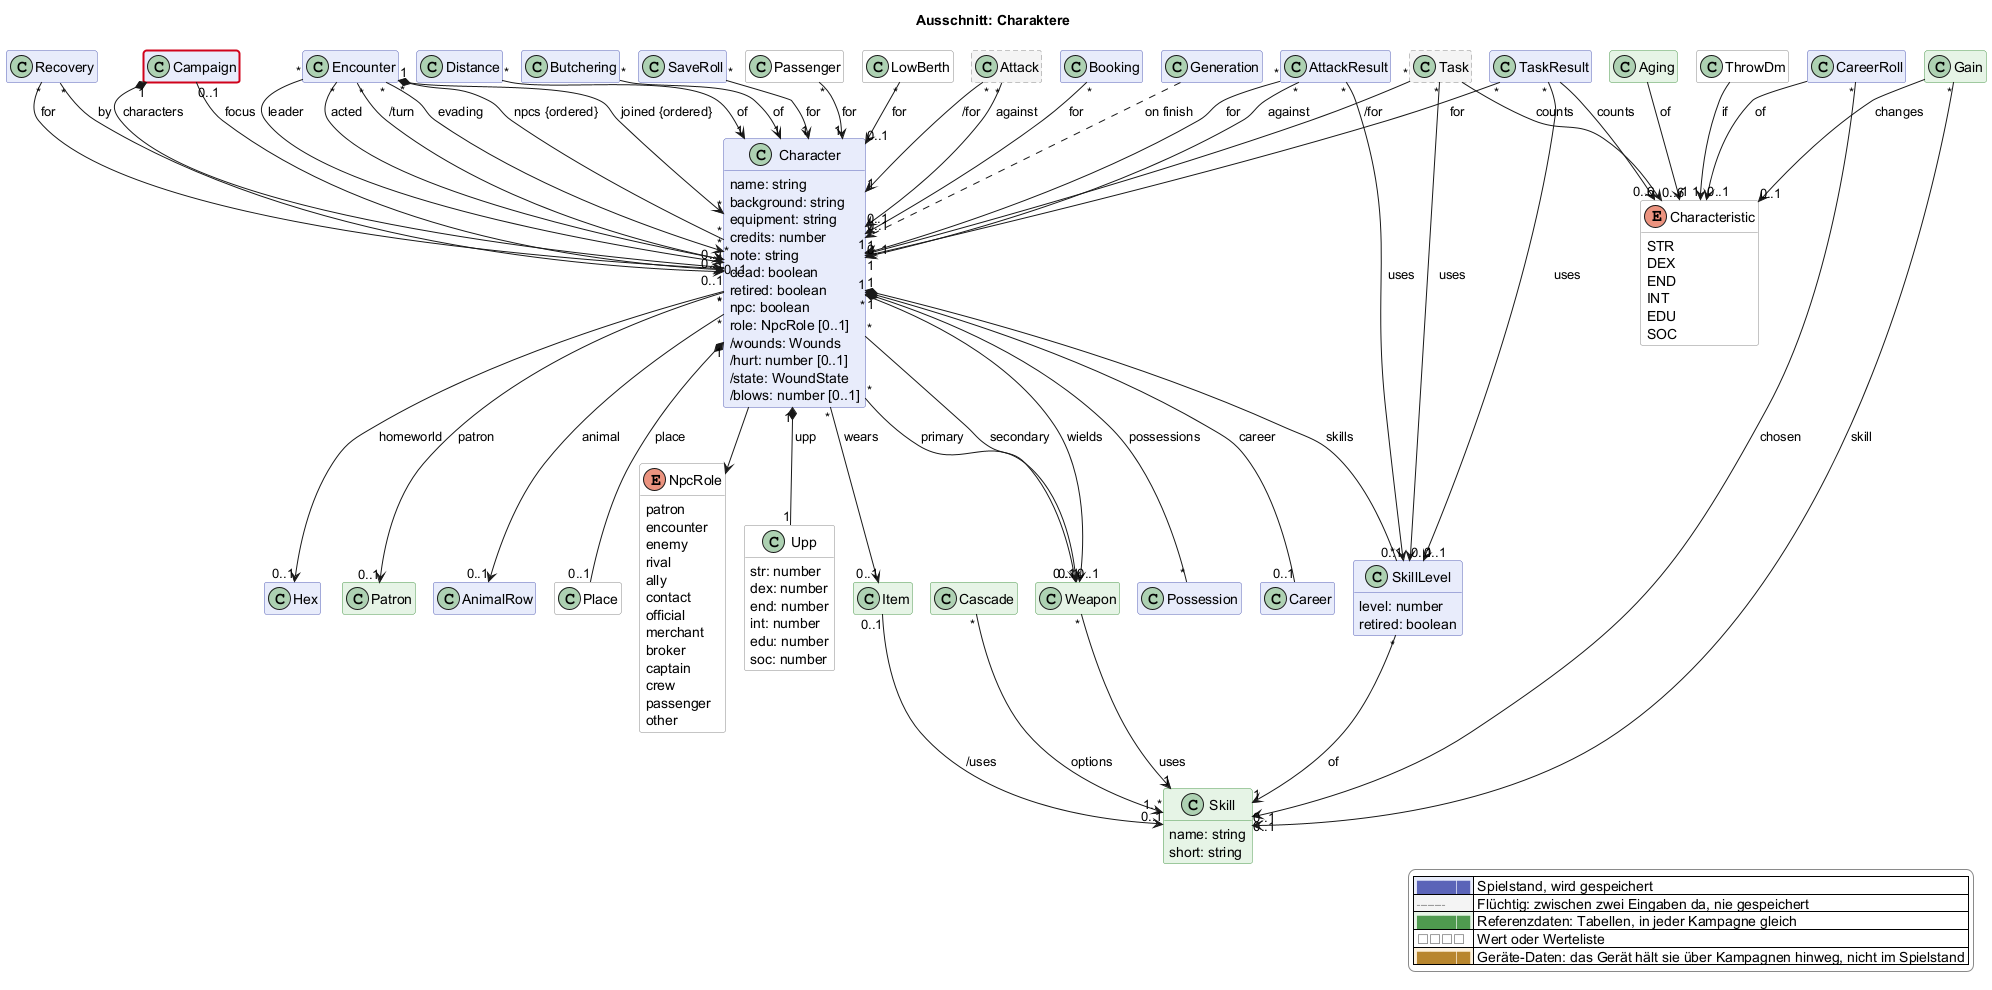 Ausschnitt: Charaktere
C Recovery
C Campaign
C Encounter
C Distance
C Butchering
C SaveRoll
C Passenger
C LowBerth
C Attack
C Booking
C Generation
C AttackResult
C Task
C TaskResult
C Aging
C ThrowDm
C CareerRoll
C Gain
for
by
characters
focus
leader
acted
/turn
evading
npcs {ordered}
joined {ordered}
of
of
for
for
for
/for
against
for
on finish
for
against
/for
for
counts
counts
of
if
of
changes
C Character
name: string
background: string
equipment: string
credits: number
note: string
dead: boolean
retired: boolean
npc: boolean
role: NpcRole [0..1]
/wounds: Wounds
/hurt: number [0..1]
/state: WoundState
/blows: number [0..1]
E Characteristic
STR
DEX
END
INT
EDU
SOC
uses
uses
uses
homeworld
patron
animal
place
upp
wears
primary
secondary
wields
possessions
career
skills
chosen
skill
E NpcRole
patron
encounter
enemy
rival
ally
contact
official
merchant
broker
captain
crew
passenger
other
C Upp
str: number
dex: number
end: number
int: number
edu: number
soc: number
C Hex
C Patron
C AnimalRow
C Place
C Item
C Cascade
C Weapon
C Possession
C Career
C SkillLevel
level: number
retired: boolean
/uses
options
uses
of
C Skill
name: string
short: string
Spielstand, wird gespeichert
Flüchtig: zwischen zwei Eingaben da, nie gespeichert
Referenzdaten: Tabellen, in jeder Kampagne gleich
Wert oder Werteliste
Geräte-Daten: das Gerät hält sie über Kampagnen hinweg, nicht im Spielstand